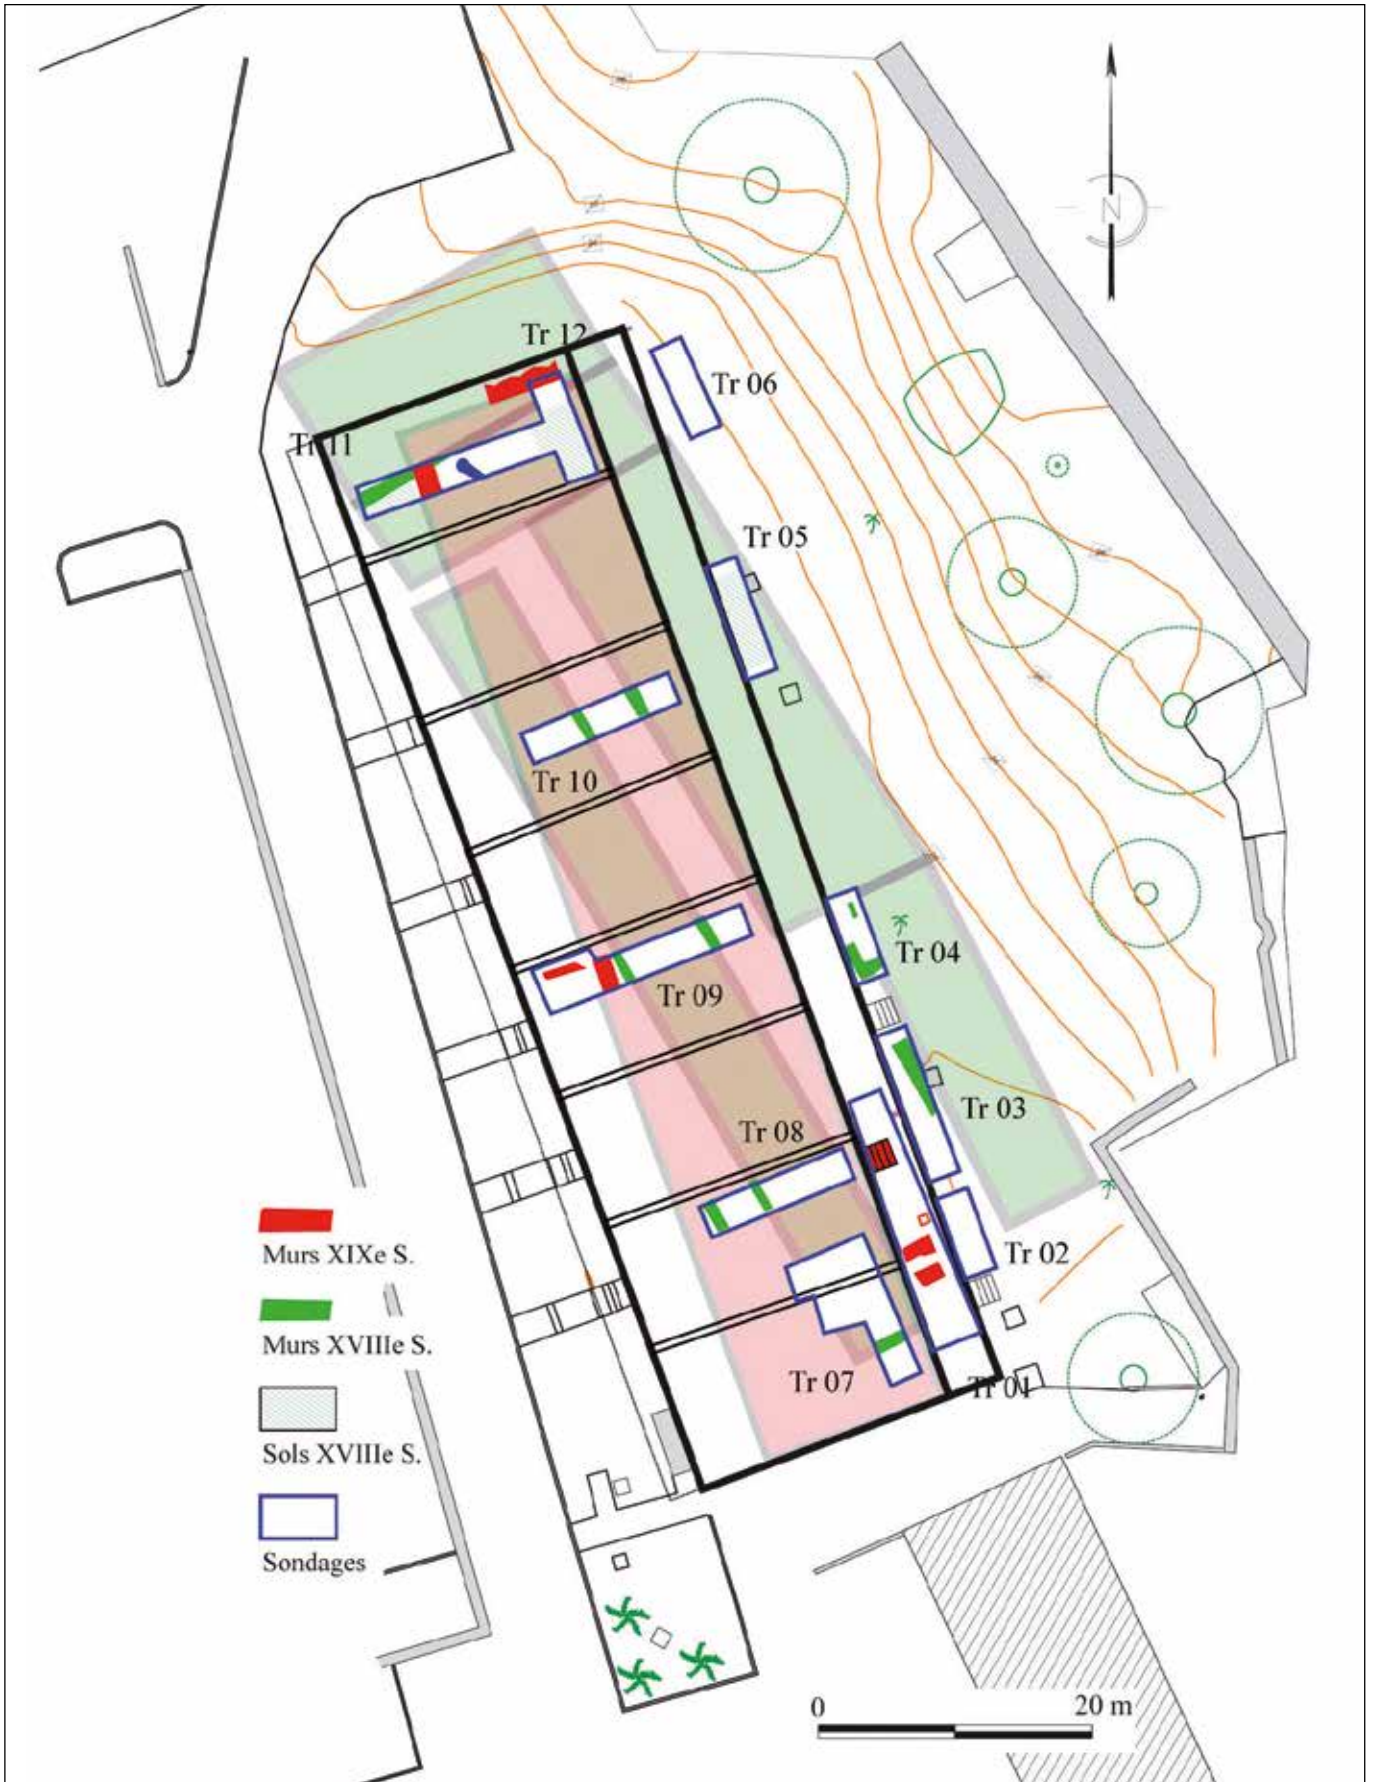 N
Tr 12
Tr 06
Tr 11
Tr 05
Tr 10
Tr 04
Tr 09
Tr 03
Tr 08
Tr 02
Tr 07
Tr 01
Murs XIXe S.
Murs XVIIIe S.
Sols XVIIIe S.
Sondages
0 20 m